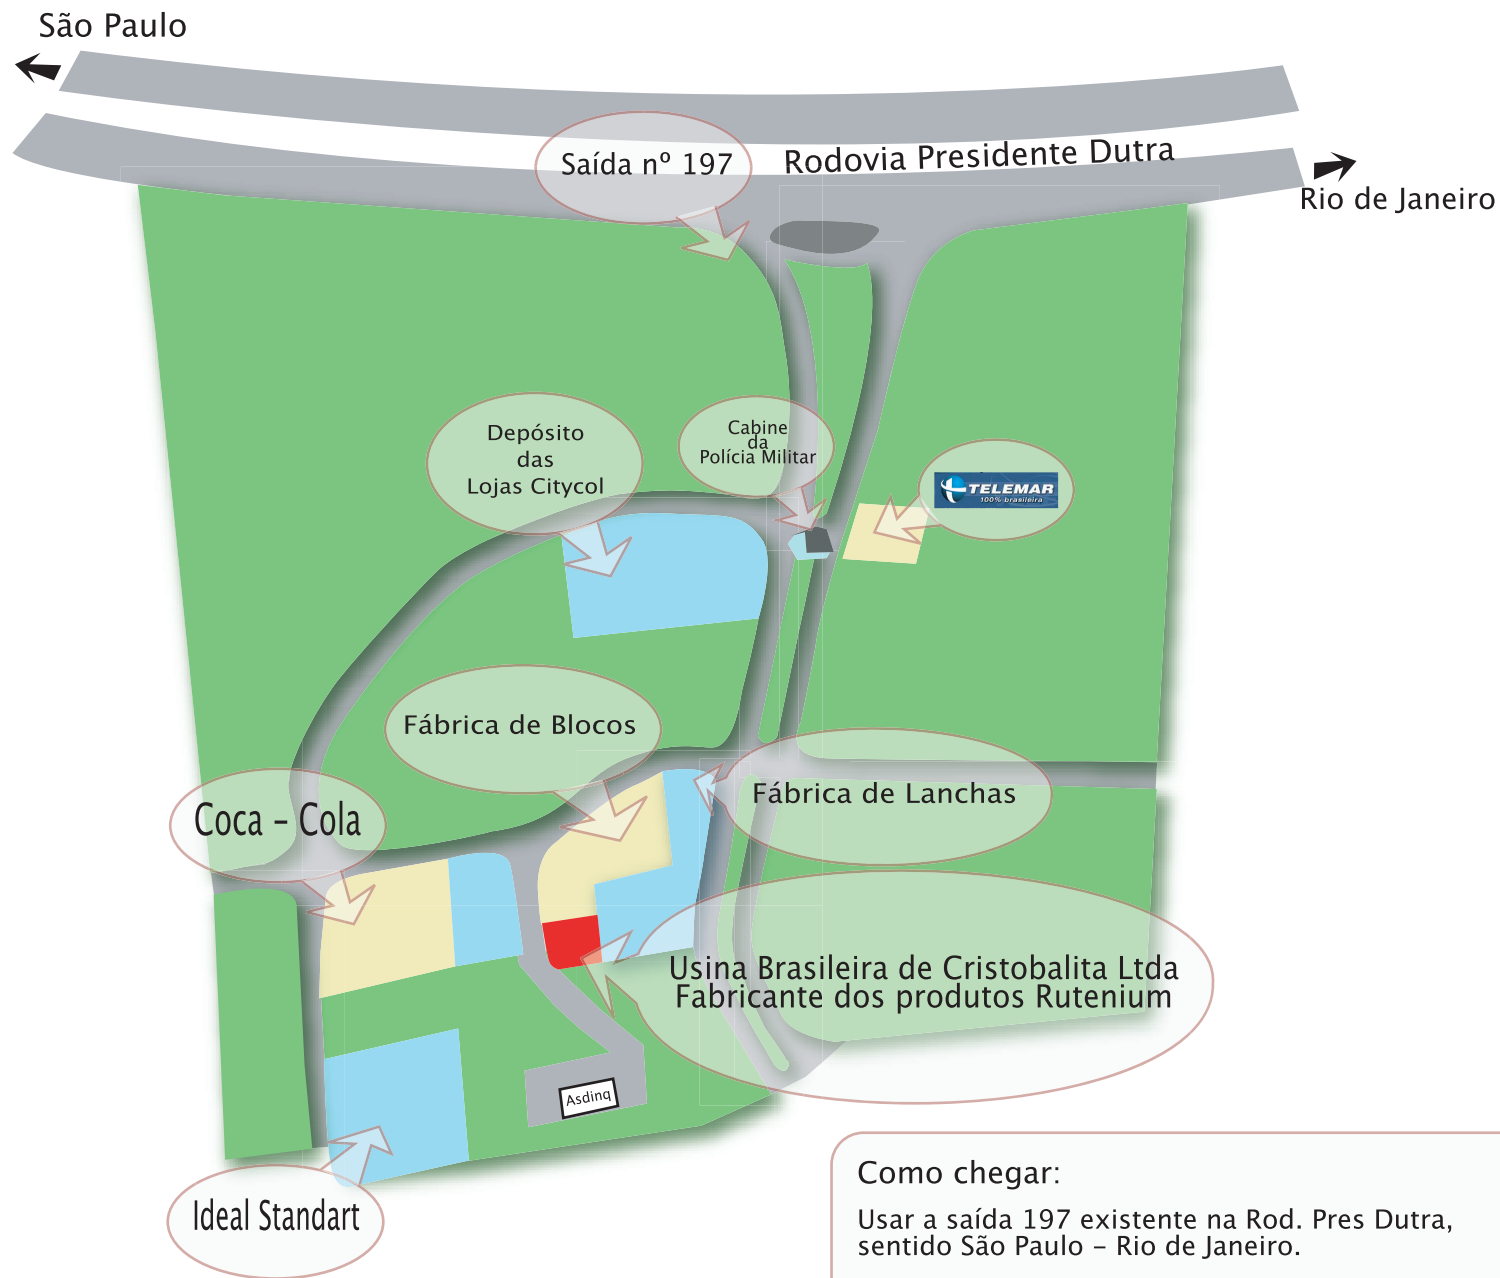 São Paulo
Saída nº 197
Rodovia Presidente Dutra
Rio de Janeiro
Depósito
das
Lojas Citycol
Cabine
da
Polícia Militar
TELEMAR
100% brasileira
Fábrica de Blocos
Fábrica de Lanchas
Coca - Cola
Usina Brasileira de Cristobalita Ltda
Fabricante dos produtos Rutenium
Asdinq
Ideal Standart
Como chegar:
Usar a saída 197 existente na Rod. Pres Dutra,
sentido São Paulo - Rio de Janeiro.